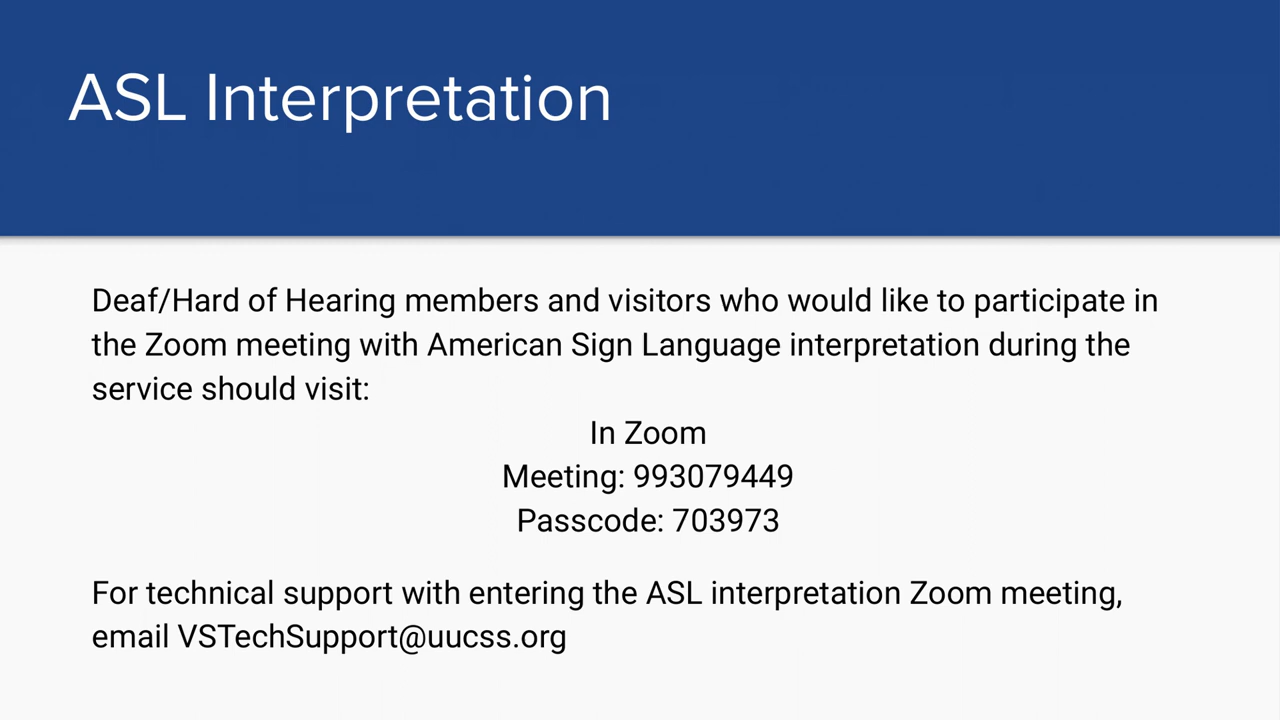 ASL Interpretation
Deaf/Hard of Hearing members and visitors who would like to participate in
the Zoom meeting with American Sign Language interpretation during the
service should visit:
In Zoom
Meeting: 993079449
Passcode: 703973
For technical support with entering the ASL interpretation Zoom meeting,
email VSTechSupport@uucss.org